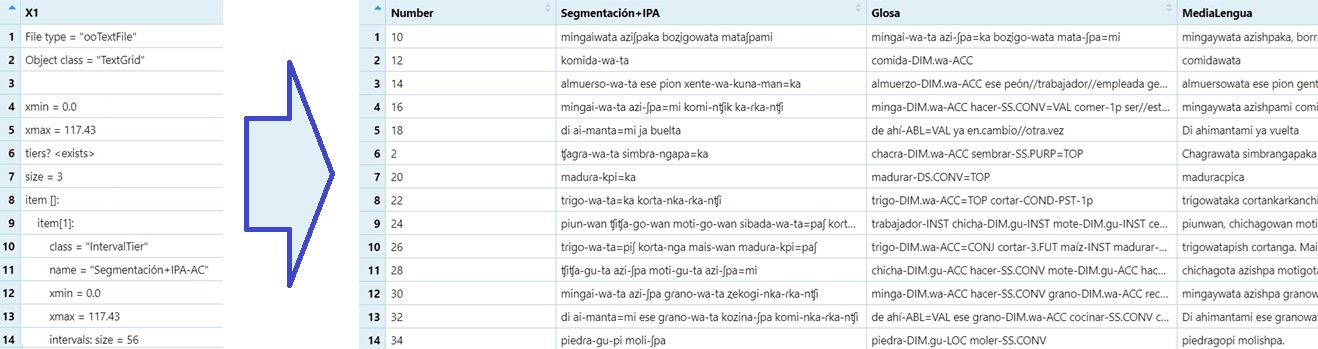 X1
1 File type = "ooTextFile"
2 Object class = "TextGrid"
3
4 xmin = 0.0
5 xmax = 117.43
6 tiers? <exists>
7 size = 3
8 item []:
9 item[1]:
10 class = "IntervalTier"
11 name = "Segmentación+IPA-AC"
12 xmin = 0.0
13 xmax = 117.43
14 intervals: size = 56
Number Segmentación+IPA Glosa MediaLengua
1 10 mingaiwata aziʃpaka boʐigowata mataʃpami mingai-wa-ta azi-ʃpa=ka boʐigo-wata mata-ʃpa=mi mingaywata azishpaka, borr
2 12 komida-wa-ta comida-DIM.wa-ACC comidawata
3 14 almuerso-wa-ta ese pion xente-wa-kuna-man=ka almuerzo-DIM.wa-ACC ese peón//trabajador//empleada ge... almuersowata ese pion gent
4 16 mingai-wa-ta azi-ʃpa=mi komi-nʧik ka-rka-nʧi minga-DIM.wa-ACC hacer-SS.CONV=VAL comer-1p ser//est... mingaywata azishpami comi
5 18 di ai-manta=mi ja buelta de ahí-ABL=VAL ya en.cambio//otra.vez Di ahimantami ya vuelta
6 2 ʧagra-wa-ta simbra-ngapa=ka chacra-DIM.wa-ACC sembrar-SS.PURP=TOP Chagrawata simbrangapaka
7 20 madura-kpi=ka madurar-DS.CONV=TOP maduracpica
8 22 trigo-wa-ta=ka korta-nka-rka-nʧi trigo-DIM.wa-ACC=TOP cortar-COND-PST-1p trigowataka cortankarkanchi
9 24 piun-wan ʧiʧa-go-wan moti-go-wan sibada-wa-ta=paʃ kort... trabajador-INST chicha-DIM.gu-INST mote-DIM.gu-INST ce... piunwan, chichagowan moti
10 26 trigo-wa-ta=piʃ korta-nga mais-wan madura-kpi=paʃ trigo-DIM.wa-ACC=CONJ cortar-3.FUT maíz-INST madurar-... trigowatapish cortanga. Mai
11 28 ʧiʧa-gu-ta azi-ʃpa moti-gu-ta azi-ʃpa=mi chicha-DIM.gu-ACC hacer-SS.CONV mote-DIM.gu-ACC hac... chichagota azishpa motigota
12 30 mingai-wa-ta azi-ʃpa grano-wa-ta ʐekogi-nka-rka-nʧi minga-DIM.wa-ACC hacer-SS.CONV grano-DIM.wa-ACC rec... mingaiwata azishpa granow
13 32 di ai-manta=mi ese grano-wa-ta kozina-ʃpa komi-nka-rka-nʧi de ahí-ABL=VAL ese grano-DIM.wa-ACC cocinar-SS.CONV c... Di ahimantami ese granowat
14 34 piedra-gu-pi moli-ʃpa piedra-DIM.gu-LOC moler-SS.CONV piedragopi molishpa.